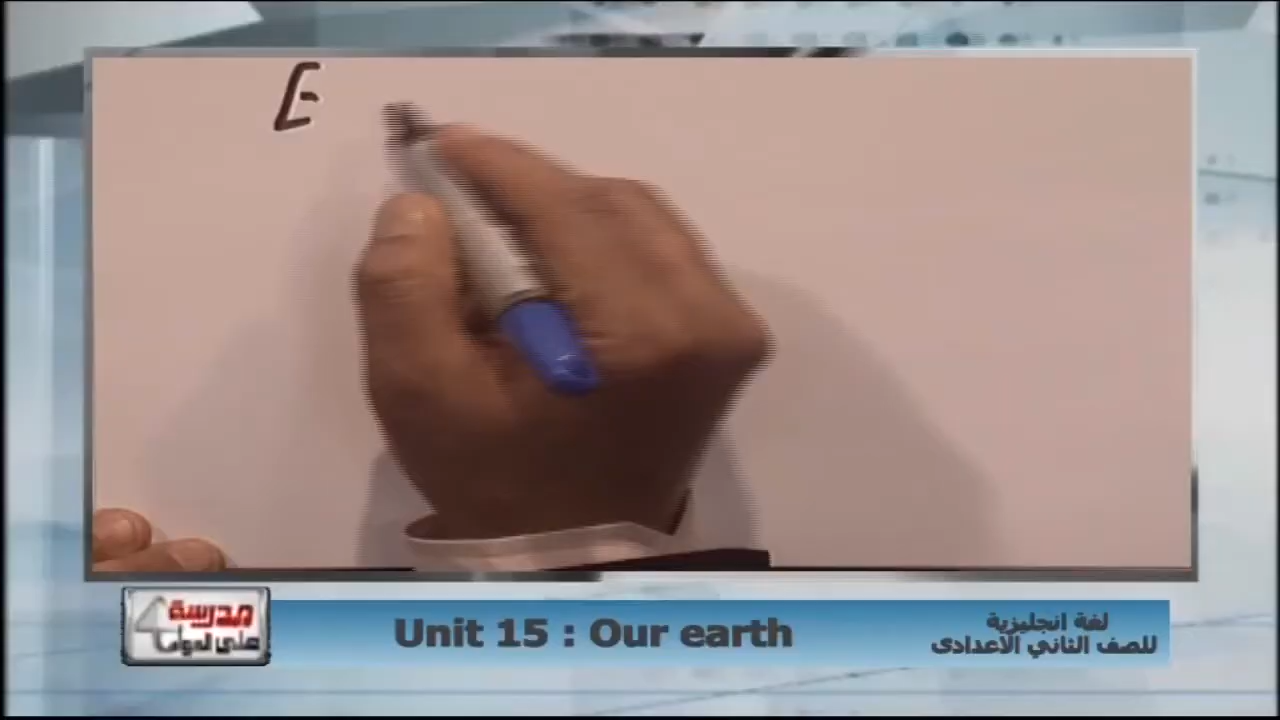 E
مدرسة
على الهواء
Unit 15 : Our earth
لغة انجليزية
للصف الثاني الاعدادى